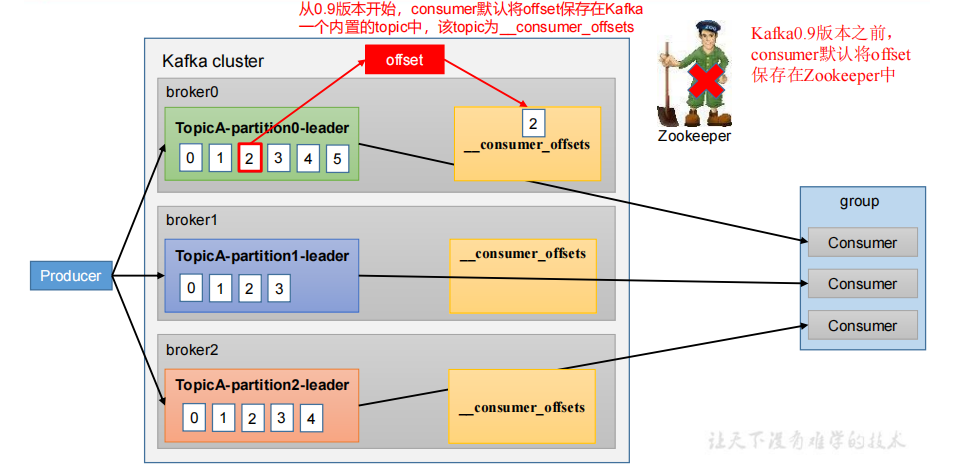 从0.9版本开始，consumer默认将offset保存在Kafka
一个内置的topic中，该topic为__consumer_offsets
Kafka0.9版本之前，
consumer默认将offset
保存在Zookeeper中
Zookeeper
Kafka cluster
offset
broker0
TopicA-partition0-leader
0 1 2 3 4 5
2
__consumer_offsets
broker1
TopicA-partition1-leader
0 1 2 3
__consumer_offsets
broker2
TopicA-partition2-leader
0 1 2 3 4
__consumer_offsets
Producer
group
Consumer
Consumer
Consumer
让天下没有难学的技术